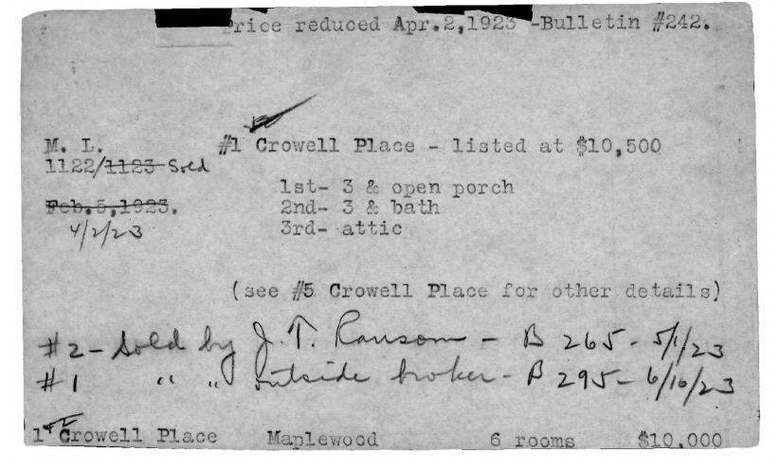 Price reduced Apr.2,1923 -Bulletin #242.
M. L. #1 Crowell Place - listed at $10,500
1122/1123 Sold
1st- 3 & open porch
Feb.5,1923. 2nd- 3 & bath
4/2/23 3rd- attic
(see #5 Crowell Place for other details)
#2 - Sold by J. T. Ransom - B 265 - 5/1/23
#1 " " outside broker - B 295 - 6/16/23
1 & 2 Crowell Place Maplewood 6 rooms $10,000